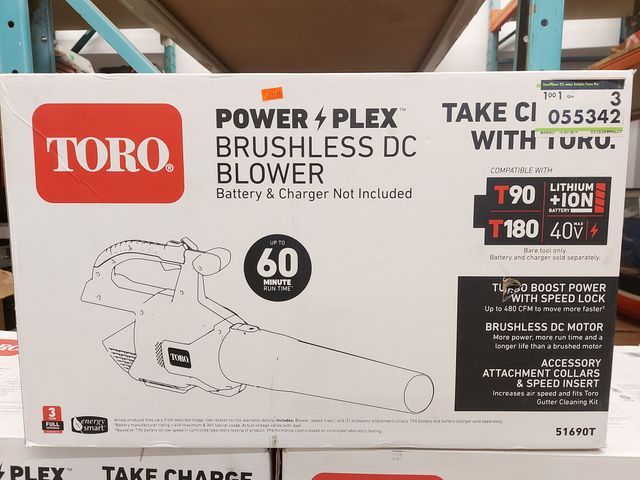 TORO.
POWER PLEX™
BRUSHLESS DC
BLOWER
Battery & Charger Not Included
TAKE
WITH TORO.
1001
3
055342
COMPATIBLE WITH
T90
T180
LITHIUM
+ION
BATTERY
40V MAX
Bare tool only.
Battery and charger sold separately.
UP TO
60
MINUTE
RUN TIME
TORO
TURBO BOOST POWER
WITH SPEED LOCK
Up to 480 CFM to move more faster†
BRUSHLESS DC MOTOR
More power, more run time and a
longer life than a brushed motor
ACCESSORY
ATTACHMENT COLLARS
& SPEED INSERT
Increases air speed and fits Toro
Gutter Cleaning Kit
3
YEAR
FULL
energy
smart
51690T
PLEX™
TAKE CHARGE